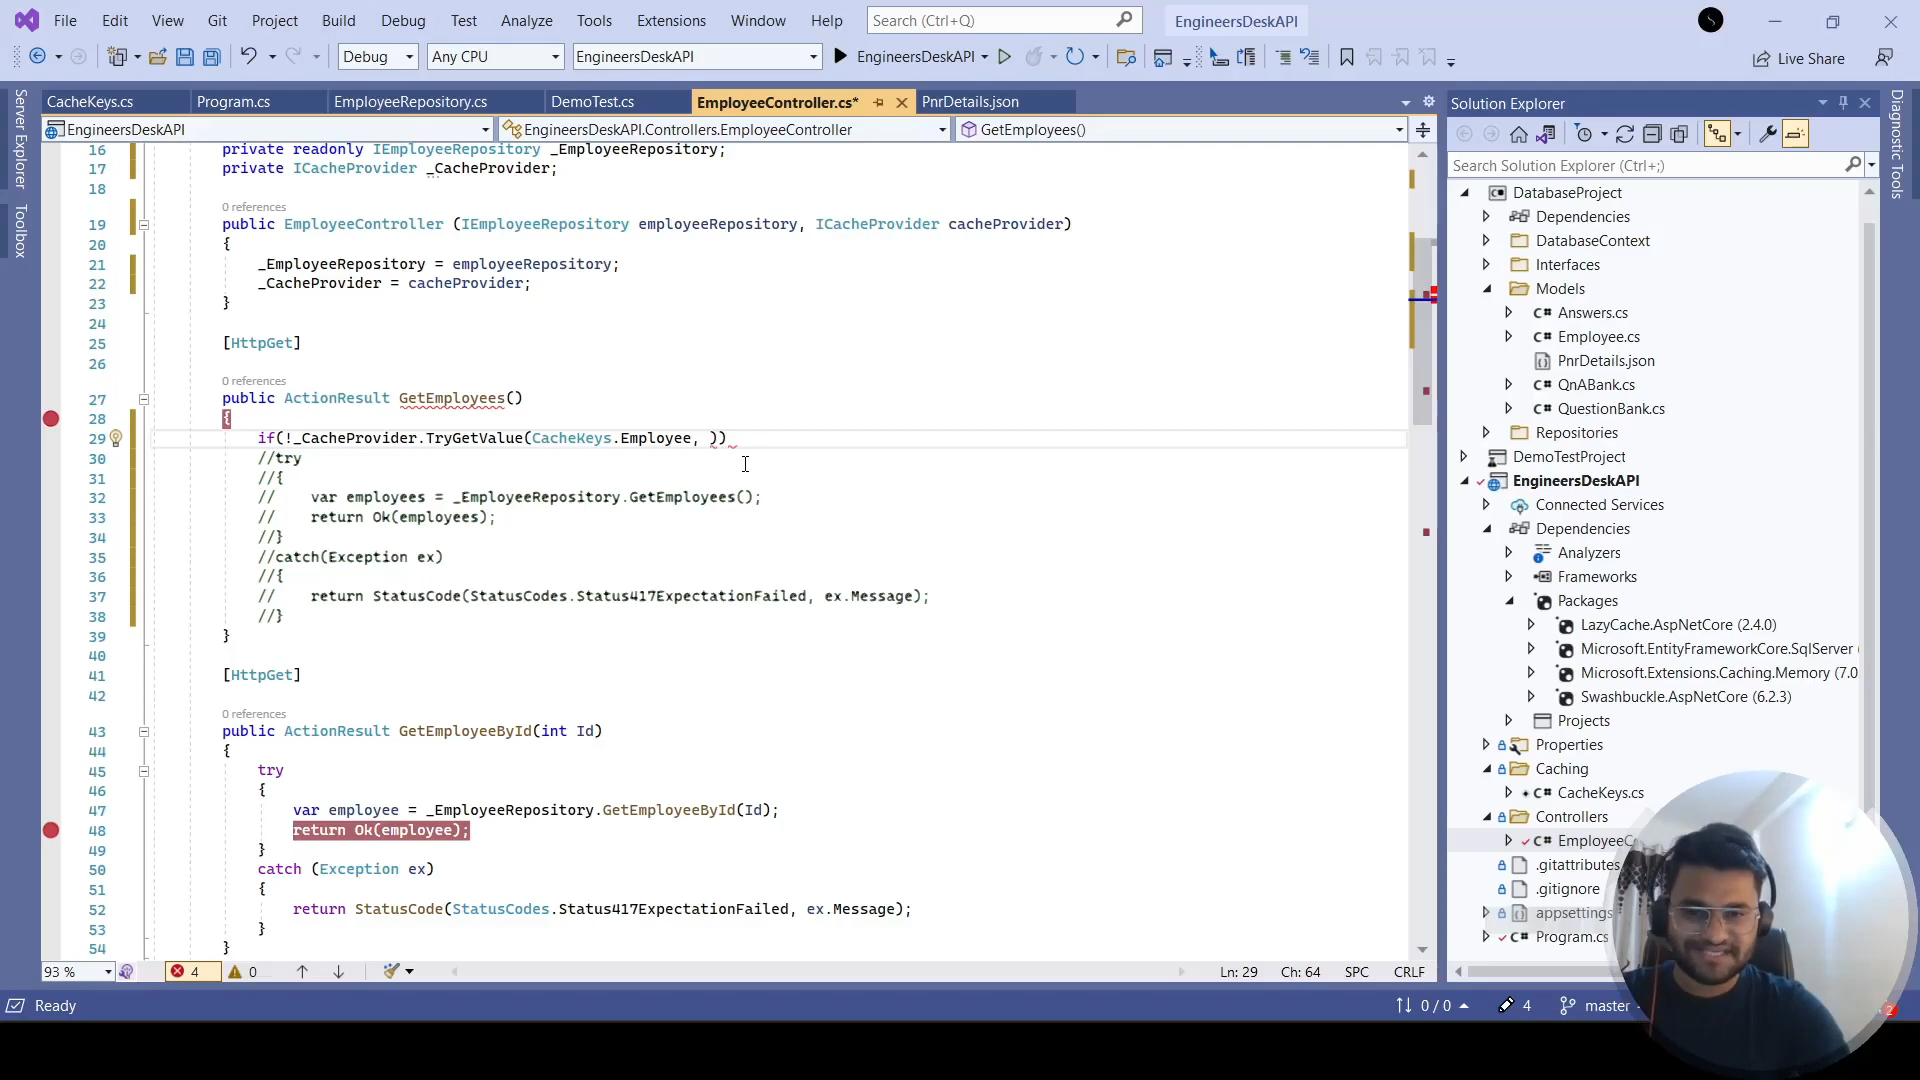 File Edit View Git Project Build Debug Test Analyze Tools Extensions Window Help Search (Ctrl+Q) EngineersDeskAPI
Debug Any CPU EngineersDeskAPI EngineersDeskAPI Live Share
Server Explorer
Toolbox
CacheKeys.cs Program.cs EmployeeRepository.cs DemoTest.cs EmployeeController.cs* PnrDetails.json
EngineersDeskAPI EngineersDeskAPI.Controllers.EmployeeController GetEmployees()
16 private readonly IEmployeeRepository _EmployeeRepository;
17 private ICacheProvider _CacheProvider;
18
0 references
19 public EmployeeController (IEmployeeRepository employeeRepository, ICacheProvider cacheProvider)
20 {
21 _EmployeeRepository = employeeRepository;
22 _CacheProvider = cacheProvider;
23 }
24
25 [HttpGet]
26
0 references
27 public ActionResult GetEmployees()
28 {
29 if(!_CacheProvider.TryGetValue(CacheKeys.Employee, ))
30 //try
31 //{
32 // var employees = _EmployeeRepository.GetEmployees();
33 // return Ok(employees);
34 //}
35 //catch(Exception ex)
36 //{
37 // return StatusCode(StatusCodes.Status417ExpectationFailed, ex.Message);
38 //}
39 }
40
41 [HttpGet]
42
0 references
43 public ActionResult GetEmployeeById(int Id)
44 {
45 try
46 {
47 var employee = _EmployeeRepository.GetEmployeeById(Id);
48 return Ok(employee);
49 }
50 catch (Exception ex)
51 {
52 return StatusCode(StatusCodes.Status417ExpectationFailed, ex.Message);
53 }
54 }
93 % 4 0 Ln: 29 Ch: 64 SPC CRLF
Solution Explorer
Search Solution Explorer (Ctrl+;)
DatabaseProject
Dependencies
DatabaseContext
Interfaces
Models
C# Answers.cs
C# Employee.cs
PnrDetails.json
C# QnABank.cs
C# QuestionBank.cs
Repositories
DemoTestProject
EngineersDeskAPI
Connected Services
Dependencies
Analyzers
Frameworks
Packages
LazyCache.AspNetCore (2.4.0)
Microsoft.EntityFrameworkCore.SqlServer (
Microsoft.Extensions.Caching.Memory (7.0
Swashbuckle.AspNetCore (6.2.3)
Projects
Properties
Caching
C# CacheKeys.cs
Controllers
C# EmployeeC
.gitattributes
.gitignore
appsettings
C# Program.cs
Diagnostic Tools
Ready 0 / 0 4 master 2